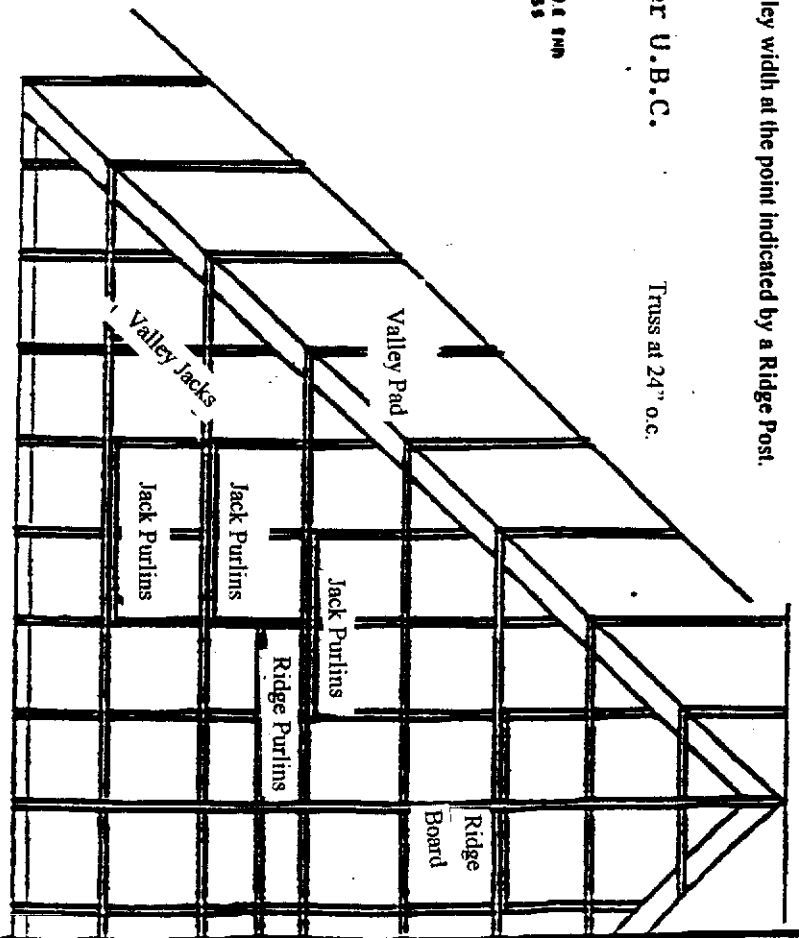 ley width at the point indicated by a Ridge Post.
er U.B.C.
Truss at 24" o.c.
Valley Pad
Valley Jacks
Jack Purlins
Jack Purlins
Jack Purlins
Ridge Purlins
Ridge
Board